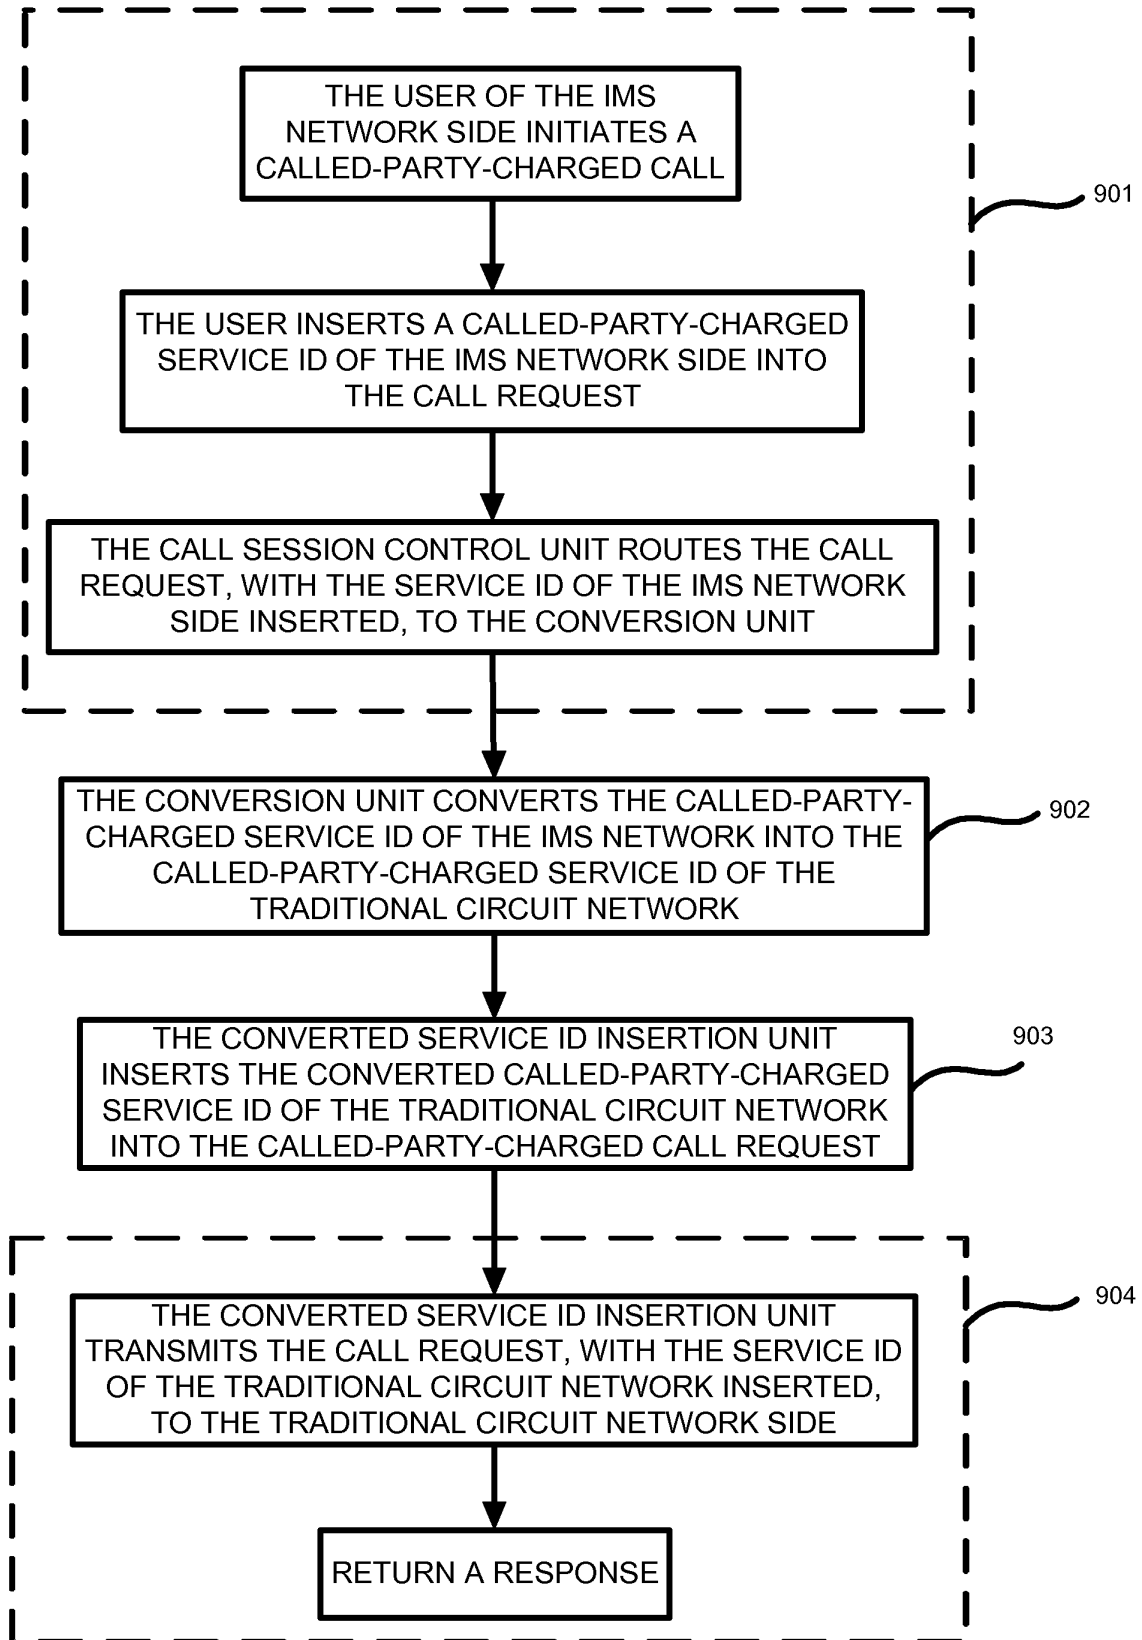 THE USER OF THE IMS
NETWORK SIDE INITIATES A
CALLED-PARTY-CHARGED CALL
901
THE USER INSERTS A CALLED-PARTY-CHARGED
SERVICE ID OF THE IMS NETWORK SIDE INTO
THE CALL REQUEST
THE CALL SESSION CONTROL UNIT ROUTES THE CALL
REQUEST, WITH THE SERVICE ID OF THE IMS NETWORK
SIDE INSERTED, TO THE CONVERSION UNIT
THE CONVERSION UNIT CONVERTS THE CALLED-PARTY-
CHARGED SERVICE ID OF THE IMS NETWORK INTO THE
CALLED-PARTY-CHARGED SERVICE ID OF THE
TRADITIONAL CIRCUIT NETWORK
902
THE CONVERTED SERVICE ID INSERTION UNIT
INSERTS THE CONVERTED CALLED-PARTY-CHARGED
SERVICE ID OF THE TRADITIONAL CIRCUIT NETWORK
INTO THE CALLED-PARTY-CHARGED CALL REQUEST
903
THE CONVERTED SERVICE ID INSERTION UNIT
TRANSMITS THE CALL REQUEST, WITH THE SERVICE ID
OF THE TRADITIONAL CIRCUIT NETWORK INSERTED,
TO THE TRADITIONAL CIRCUIT NETWORK SIDE
904
RETURN A RESPONSE